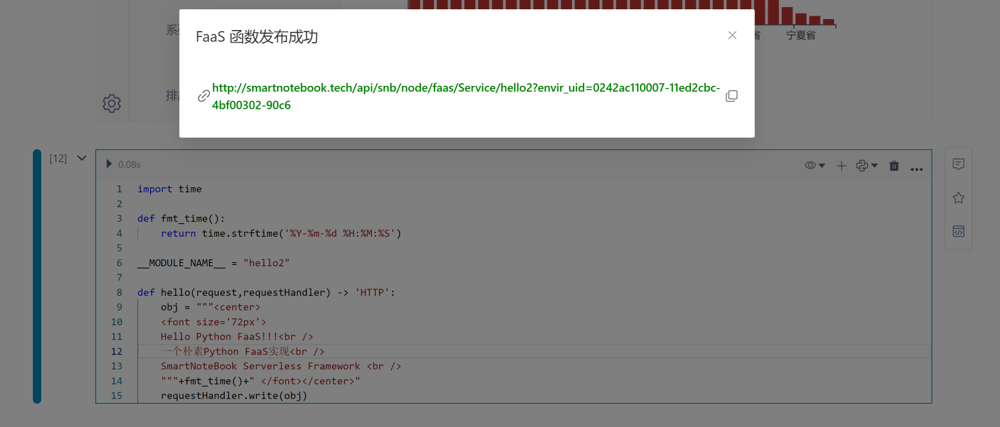 FaaS 函数发布成功
http://smartnotebook.tech/api/snb/node/faas/Service/hello2?envir_uid=0242ac110007-11ed2cbc-
4bf00302-90c6
省
宁夏省
[12]
0.08s
1 import time
2
3 def fmt_time():
4 return time.strftime('%Y-%m-%d %H:%M:%S')
5
6 __MODULE_NAME__ = "hello2"
7
8 def hello(request,requestHandler) -> 'HTTP':
9 obj = """<center>
10 <font size='72px'>
11 Hello Python FaaS!!!<br />
12 一个朴素Python FaaS实现<br />
13 SmartNoteBook Serverless Framework <br />
14 """+fmt_time()+" </font></center>"
15 requestHandler.write(obj)